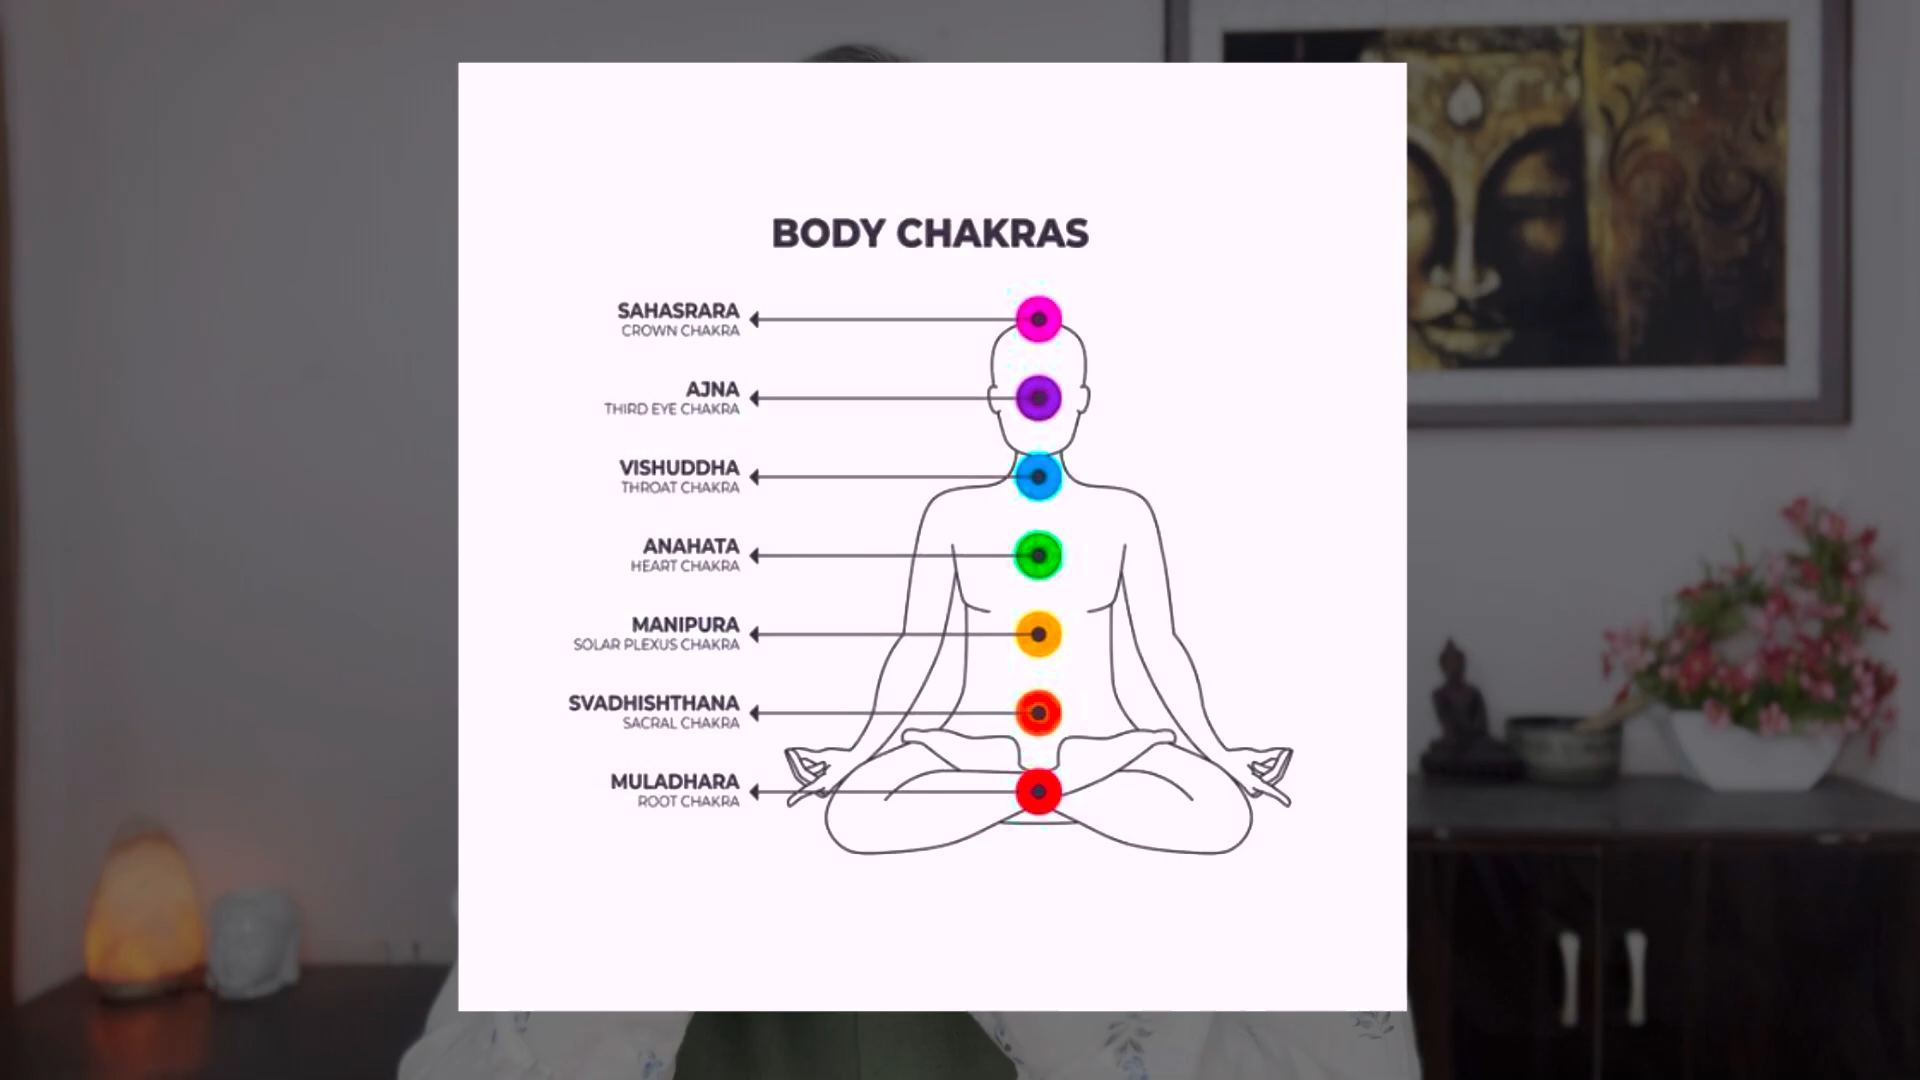 BODY CHAKRAS
SAHASRARA
CROWN CHAKRA
AJNA
THIRD EYE CHAKRA
VISHUDDHA
THROAT CHAKRA
ANAHATA
HEART CHAKRA
MANIPURA
SOLAR PLEXUS CHAKRA
SVADHISHTHANA
SACRAL CHAKRA
MULADHARA
ROOT CHAKRA